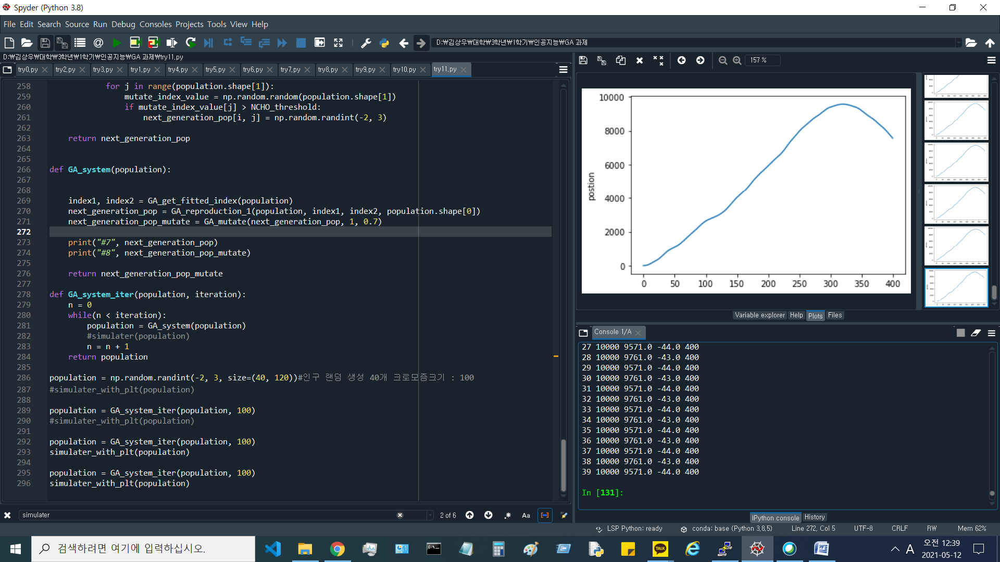 Spyder (Python 3.8)
File Edit Search Source Run Debug Consoles Projects Tools View Help
D:₩김상우₩대학₩3학년₩1학기₩인공지능₩GA 과제
D:₩김상우₩대학₩3학년₩1학기₩인공지능₩GA 과제₩try11.py
try0.py try2.py try3.py try1.py try4.py try5.py try6.py try7.py try8.py try9.py try10.py try11.py
258 for j in range(population.shape[1]):
259 mutate_index_value = np.random.random(population.shape[1])
260 if mutate_index_value[j] > NCHO_threshold:
261 next_generation_pop[i, j] = np.random.randint(-2, 3)
262
263 return next_generation_pop
264
265
266 def GA_system(population):
267
268
269 index1, index2 = GA_get_fitted_index(population)
270 next_generation_pop = GA_reproduction_1(population, index1, index2, population.shape[0])
271 next_generation_pop_mutate = GA_mutate(next_generation_pop, 1, 0.7)
272
273 print("#7", next_generation_pop)
274 print("#8", next_generation_pop_mutate)
275
276 return next_generation_pop_mutate
277
278 def GA_system_iter(population, iteration):
279 n = 0
280 while(n < iteration):
281 population = GA_system(population)
282 #simulater(population)
283 n = n + 1
284 return population
285
286 population = np.random.randint(-2, 3, size=(40, 120))#인구 랜덤 생성 40개 크로모좀크기 : 100
287 #simulater_with_plt(population)
288
289 population = GA_system_iter(population, 100)
290 #simulater_with_plt(population)
291
292 population = GA_system_iter(population, 100)
293 simulater_with_plt(population)
294
295 population = GA_system_iter(population, 100)
296 simulater_with_plt(population)
simulater
2 of 6
Aa
157 %
10000
8000
6000
4000
2000
0
postion
0 50 100 150 200 250 300 350 400
Variable explorer Help Plots Files
Console 1/A
27 10000 9571.0 -44.0 400
28 10000 9761.0 -43.0 400
29 10000 9571.0 -44.0 400
30 10000 9761.0 -43.0 400
31 10000 9571.0 -44.0 400
32 10000 9761.0 -43.0 400
33 10000 9571.0 -44.0 400
34 10000 9761.0 -43.0 400
35 10000 9571.0 -44.0 400
36 10000 9761.0 -43.0 400
37 10000 9571.0 -44.0 400
38 10000 9761.0 -43.0 400
39 10000 9571.0 -44.0 400
In [131]:
IPython console History
LSP Python: ready conda: base (Python 3.8.5) Line 272, Col 5 UTF-8 CRLF RW Mem 62%
검색하려면 여기에 입력하십시오.
TALK
A
오전 12:39
2021-05-12